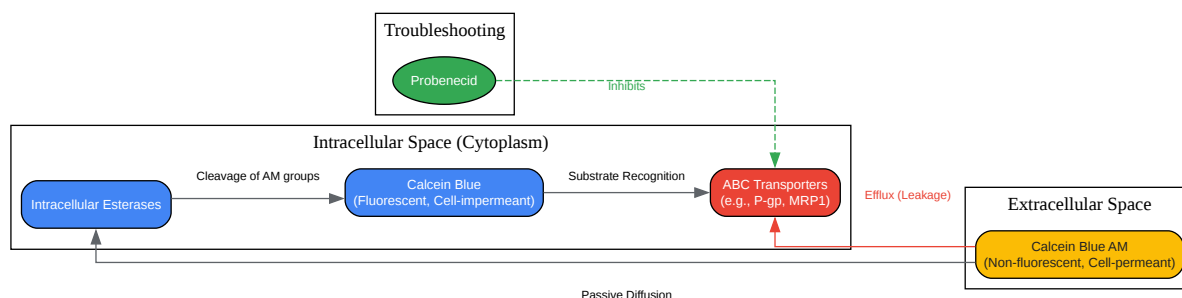 Troubleshooting
Probenecid
Inhibits
Intracellular Space (Cytoplasm)
Intracellular Esterases
Cleavage of AM groups
Calcein Blue
(Fluorescent, Cell-impermeant)
Substrate Recognition
ABC Transporters
(e.g., P-gp, MRP1)
Efflux (Leakage)
Extracellular Space
Calcein Blue AM
(Non-fluorescent, Cell-permeant)
Passive Diffusion